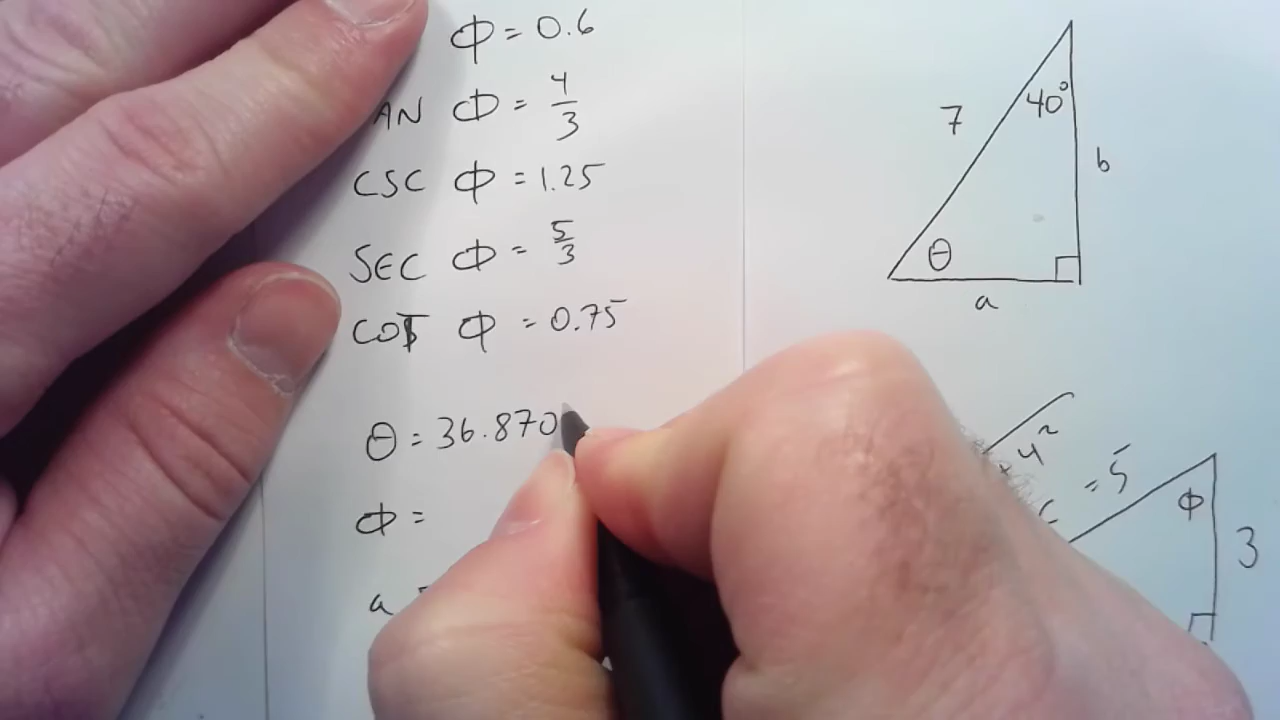 ϕ = 0.6
AN ϕ = 4/3
CSC ϕ = 1.25
SEC ϕ = 5/3
COT ϕ = 0.75
θ = 36.870
ϕ =
a
7
40°
b
θ
a
4²
c = 5
ϕ
3